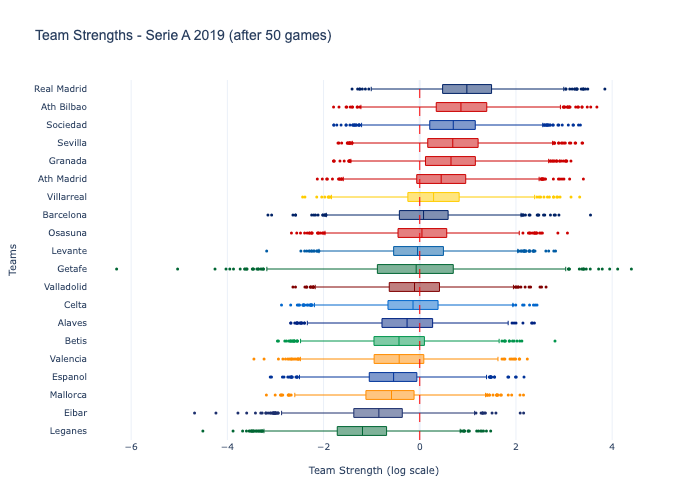 Team Strengths - Serie A 2019 (after 50 games)
Real Madrid
Ath Bilbao
Sociedad
Sevilla
Granada
Ath Madrid
Villarreal
Barcelona
Osasuna
Levante
Getafe
Valladolid
Celta
Alaves
Betis
Valencia
Espanol
Mallorca
Eibar
Leganes
Teams
−6 −4 −2 0 2 4
Team Strength (log scale)